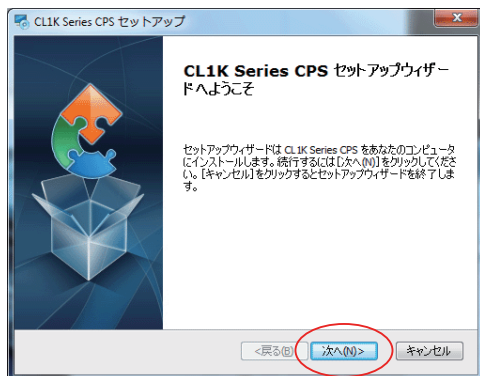 CL1K Series CPS セットアップ
CL1K Series CPS セットアップウィザー
ドへようこそ
セットアップウィザードは CL1K Series CPS をあなたのコンピュータ
にインストールします。続行するには[次へ(N)]をクリックしてくださ
い。[キャンセル]をクリックするとセットアップウィザードを終了しま
す。
<戻る(B) 次へ(N)> キャンセル